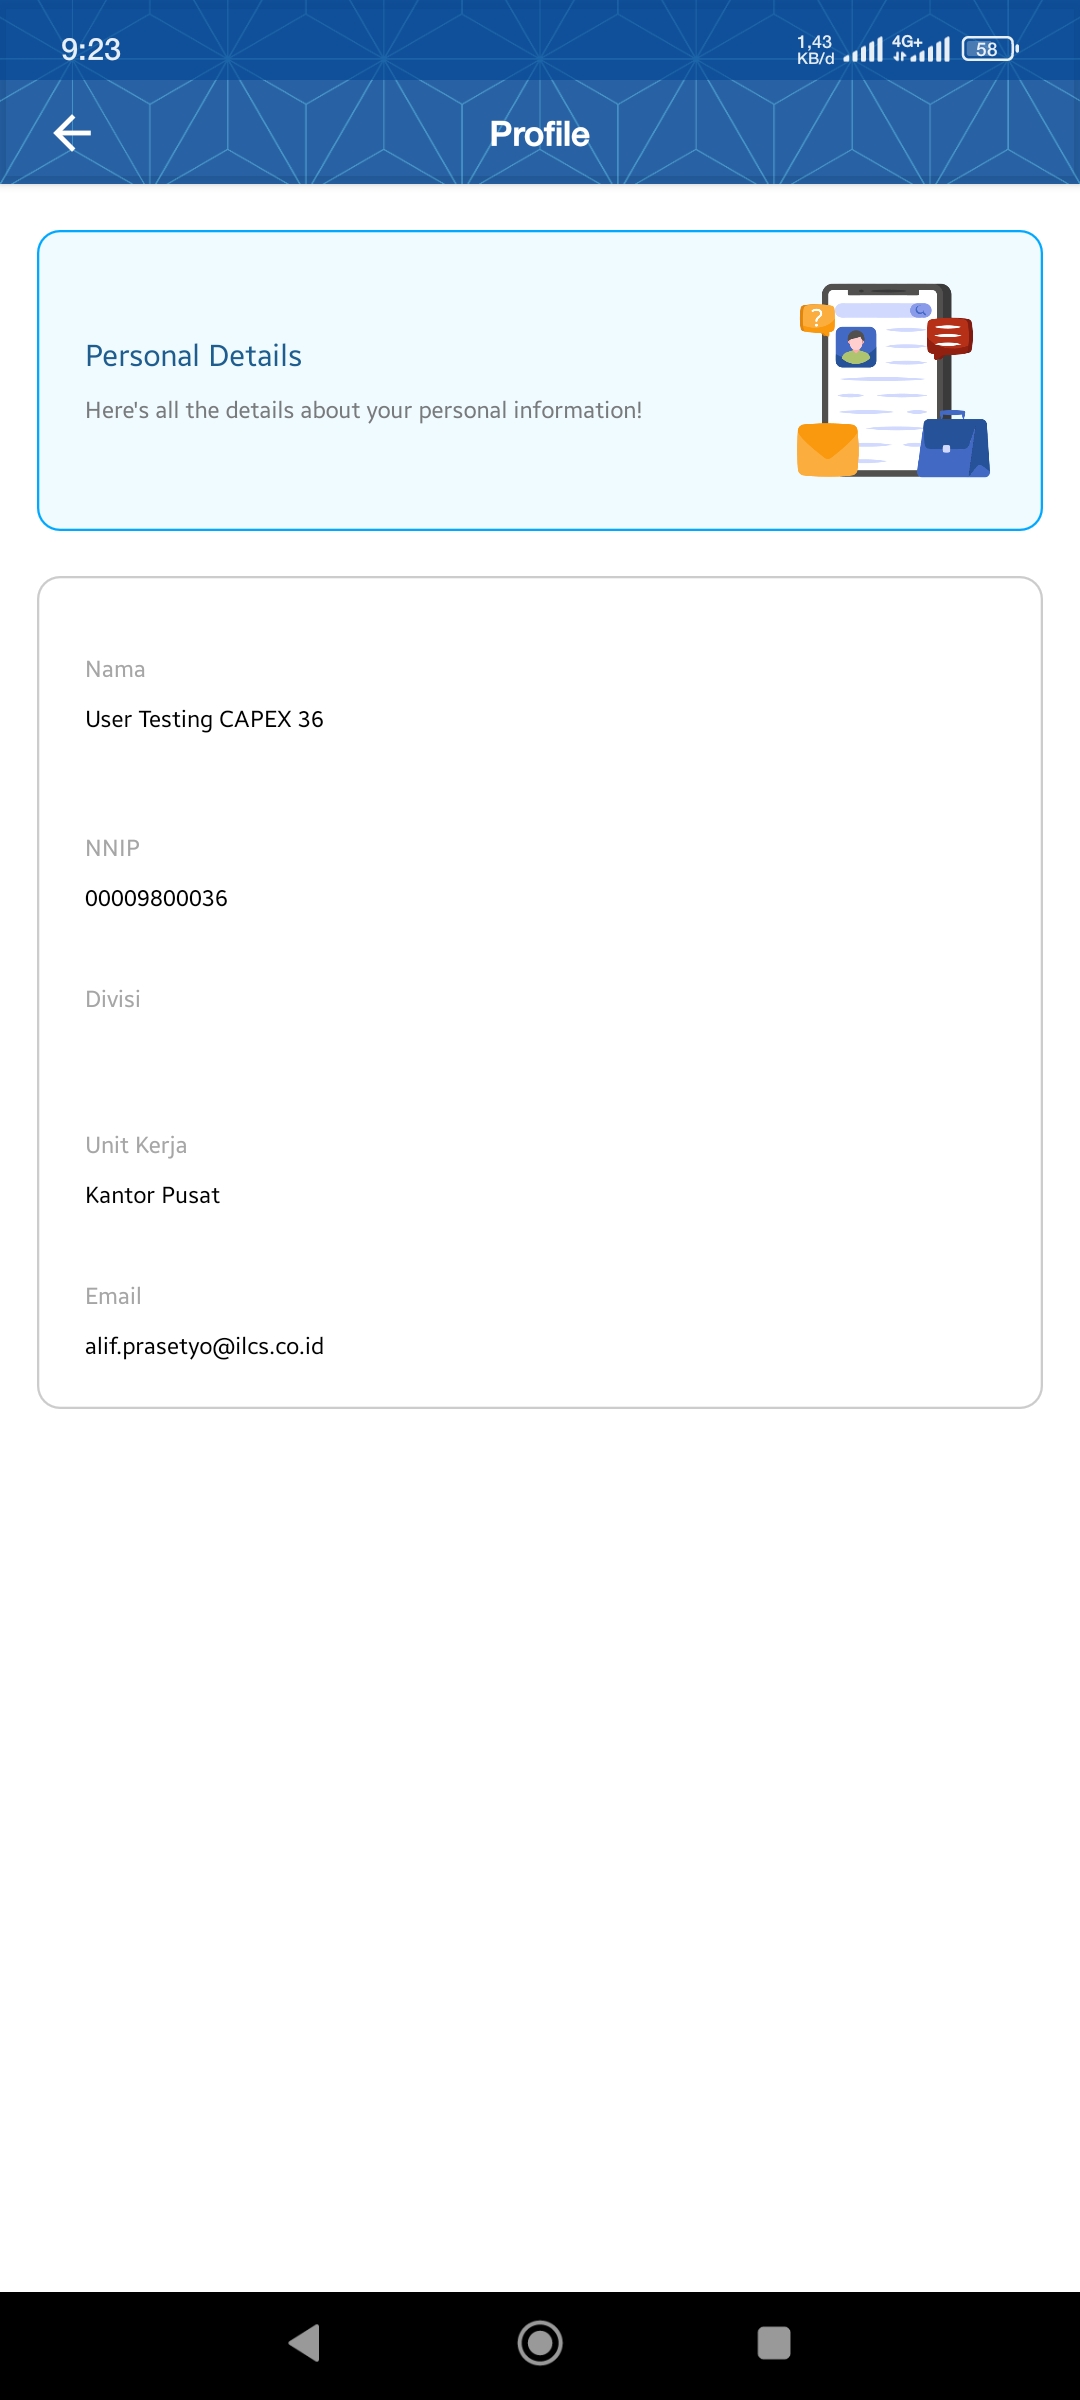 9:23
1,43
KB/d
4G+
58
Profile
Personal Details
Here's all the details about your personal information!
?
Nama
User Testing CAPEX 36
NNIP
00009800036
Divisi
Unit Kerja
Kantor Pusat
Email
alif.prasetyo@ilcs.co.id